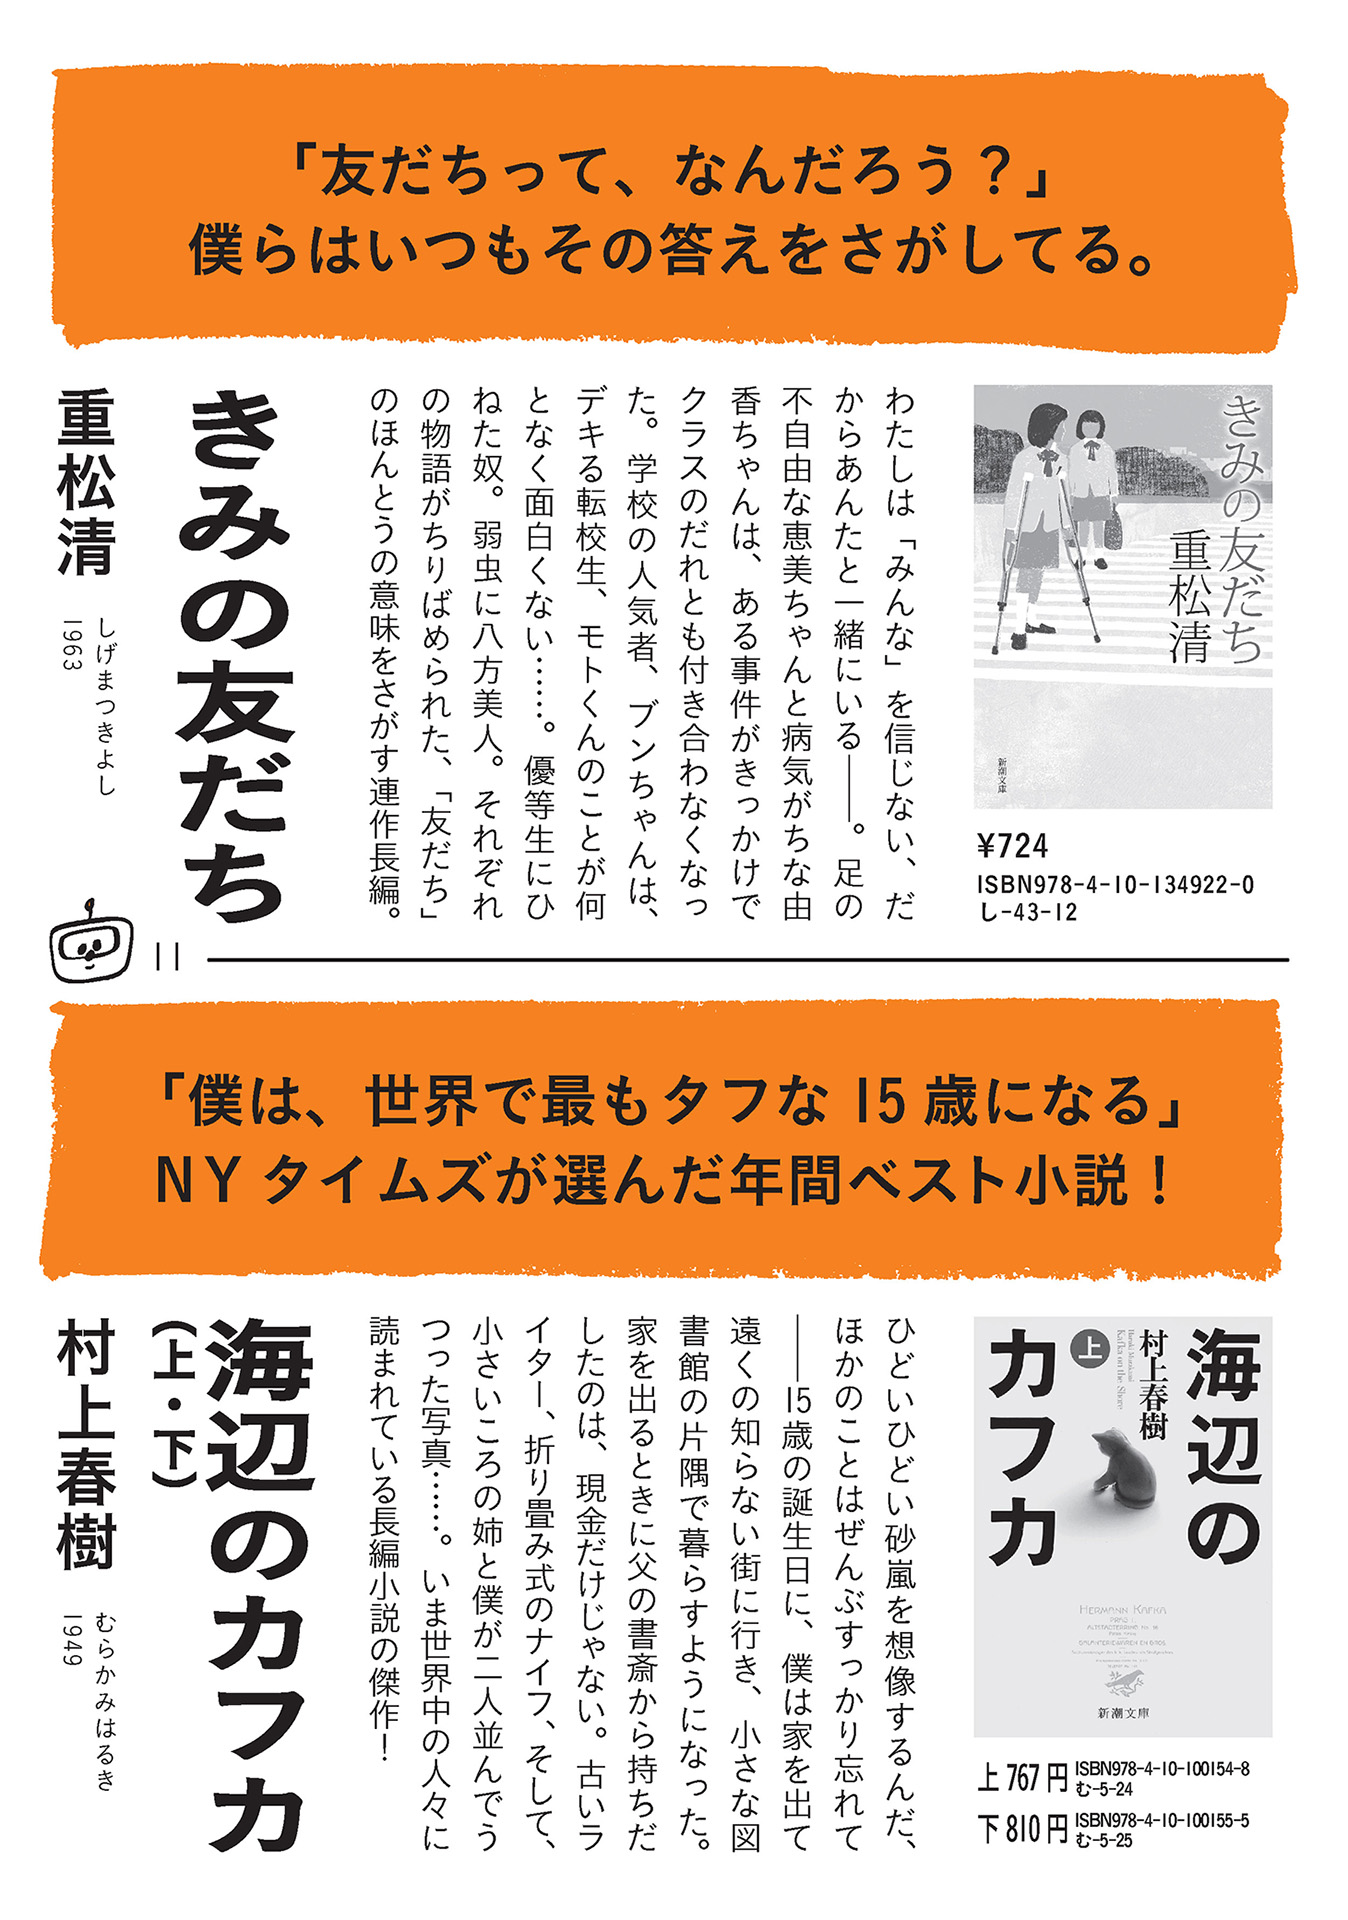 「友だちって、なんだろう？」
僕らはいつもその答えをさがしてる。
きみの友だち
重松清
新潮文庫
¥724
ISBN978-4-10-134922-0
し-43-12
わたしは「みんな」を信じない、だ
からあんたと一緒にいる――。足の
不自由な恵美ちゃんと病気がちな由
香ちゃんは、ある事件がきっかけで
クラスのだれとも付き合わなくなっ
た。学校の人気者、ブンちゃんは、
デキる転校生、モトくんのことが何
となく面白くない……。優等生にひ
ねた奴。弱虫に八方美人。それぞれ
の物語がちりばめられた、「友だち」
のほんとうの意味をさがす連作長編。
きみの友だち
重松清
しげまつきよし
1963
11
「僕は、世界で最もタフな15歳になる」
NYタイムズが選んだ年間ベスト小説！
海辺の
カフカ
上
村上春樹
Haruki Murakami
Kafka on the Shore
HERMANN KAFKA
新潮文庫
上767円 ISBN978-4-10-100154-8
む-5-24
下810円 ISBN978-4-10-100155-5
む-5-25
ひどいひどい砂嵐を想像するんだ、
ほかのことはぜんぶすっかり忘れて
――15歳の誕生日に、僕は家を出て
遠くの知らない街に行き、小さな図
書館の片隅で暮らすようになった。
家を出るときに父の書斎から持ちだ
したのは、現金だけじゃない。古いラ
イター、折り畳み式のナイフ、そして、
小さいころの姉と僕が二人並んでう
つった写真……。いま世界中の人々に
読まれている長編小説の傑作！
海辺のカフカ
（上・下）
村上春樹
むらかみはるき
1949